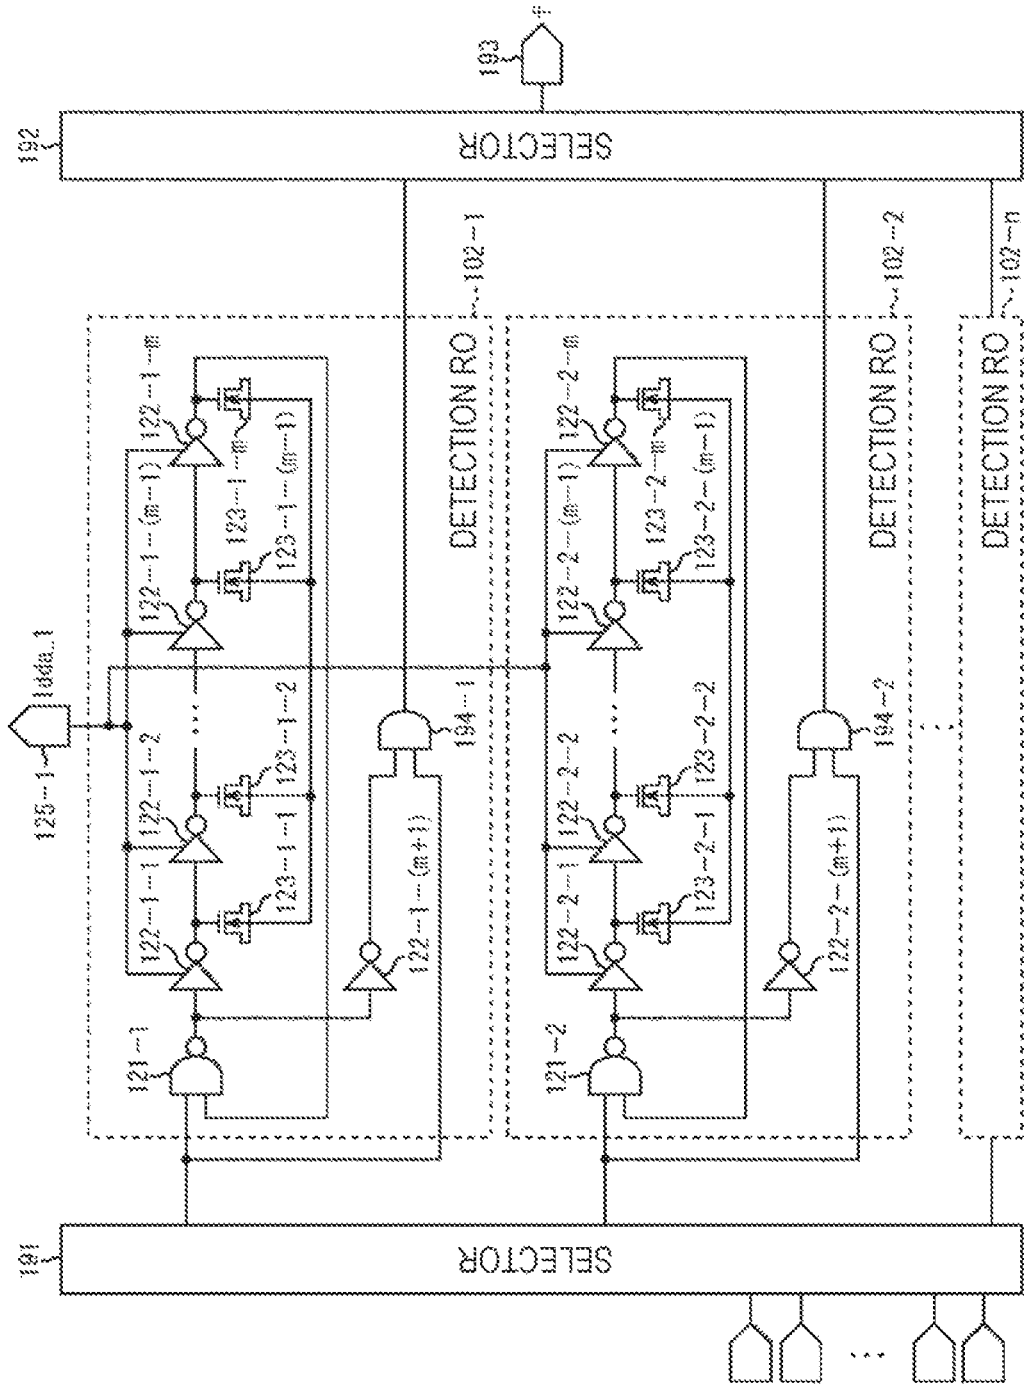 193
f
192
SELECTOR
102-1
102-2
102-n
DETECTION RO
122-1-m
122-1-(m-1)
123-1-m
123-1-(m-1)
Idda_1
125-1
122-1-2
123-1-2
122-1-1
123-1-1
194-1
122-1-(m+1)
121-1
DETECTION RO
122-2-m
122-2-(m-1)
123-2-m
123-2-(m-1)
122-2-2
123-2-2
122-2-1
123-2-1
194-2
122-2-(m+1)
121-2
DETECTION RO
191
SELECTOR